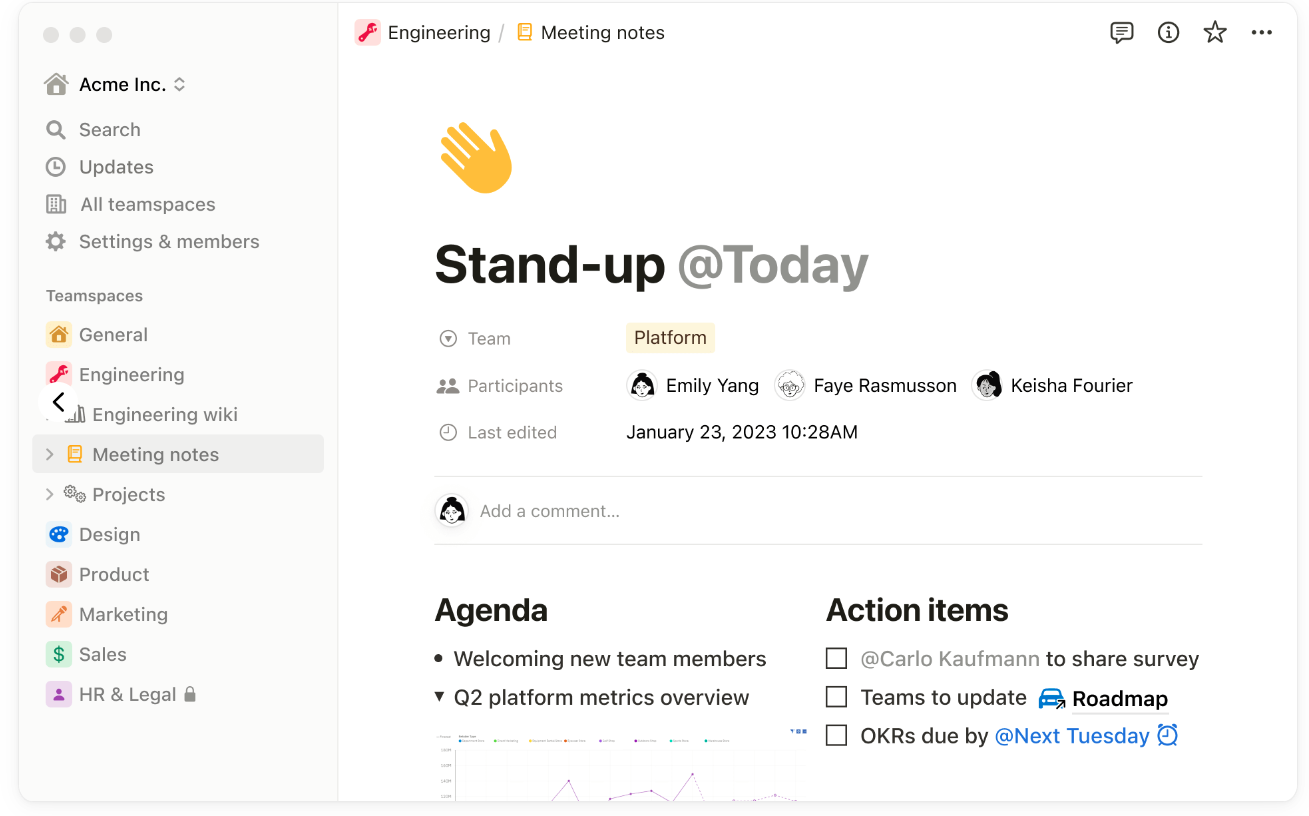 Acme Inc.
Search
Updates
All teamspaces
Settings & members
Teamspaces
General
Engineering
Engineering wiki
Meeting notes
Projects
Design
Product
Marketing
Sales
HR & Legal
Engineering / Meeting notes
Stand-up @Today
Team Platform
Participants Emily Yang Faye Rasmusson Keisha Fourier
Last edited January 23, 2023 10:28AM
Add a comment...
Agenda
• Welcoming new team members
▼ Q2 platform metrics overview
Action items
@Carlo Kaufmann to share survey
Teams to update Roadmap
OKRs due by @Next Tuesday